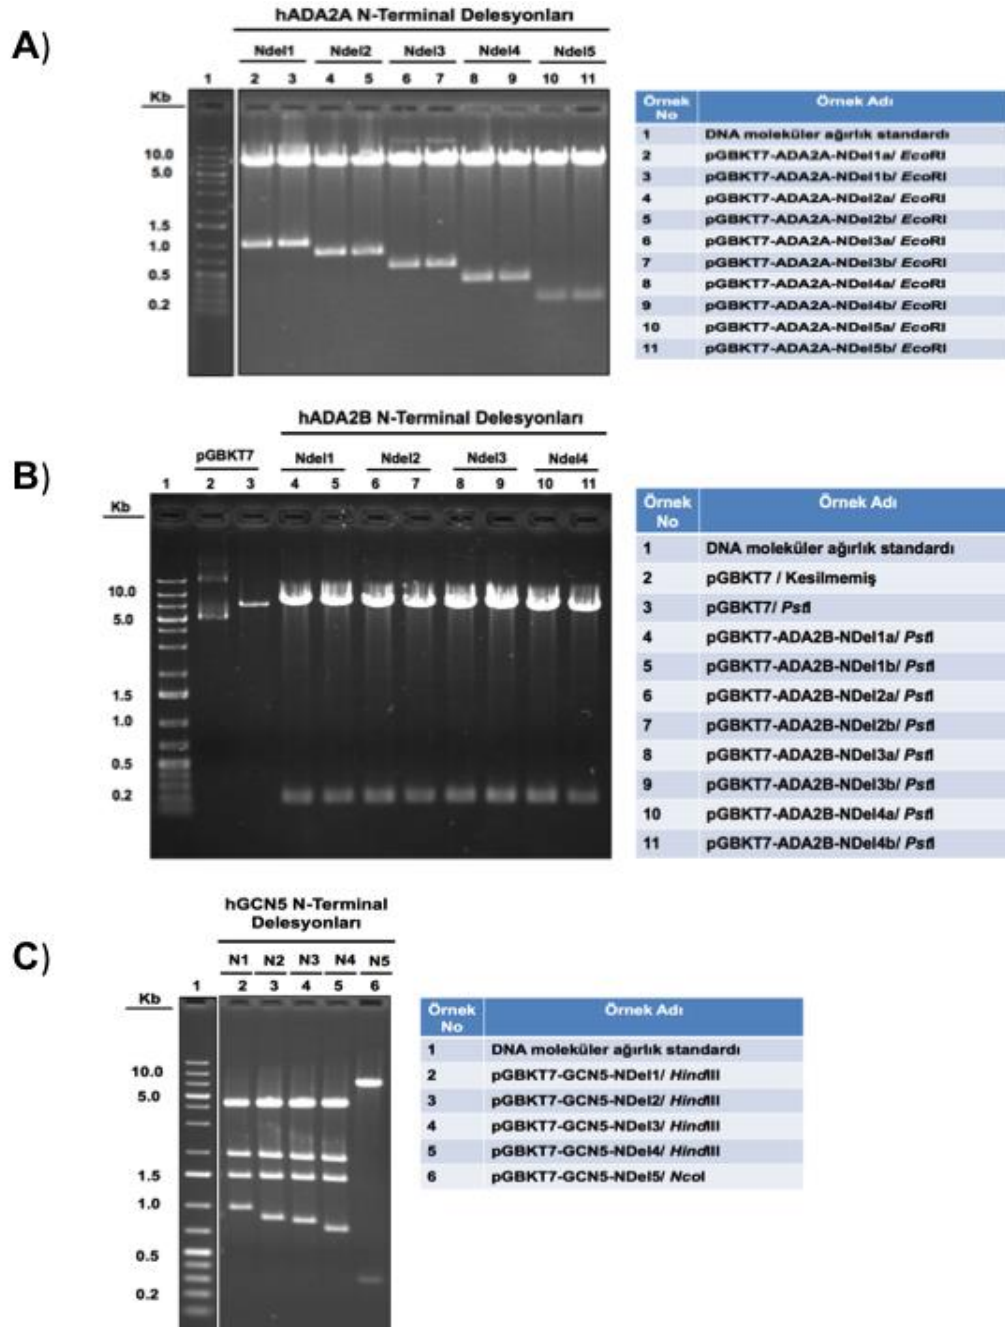 A)
hADA2A N-Terminal Delesyonları
Ndel1 Ndel2 Ndel3 Ndel4 Ndel5
1 2 3 4 5 6 7 8 9 10 11
Kb
10.0
5.0
1.5
1.0
0.5
0.2
Örnek No Örnek Adı
1 DNA moleküler ağırlık standardı
2 pGBKT7-ADA2A-NDel1a/ EcoRI
3 pGBKT7-ADA2A-NDel1b/ EcoRI
4 pGBKT7-ADA2A-NDel2a/ EcoRI
5 pGBKT7-ADA2A-NDel2b/ EcoRI
6 pGBKT7-ADA2A-NDel3a/ EcoRI
7 pGBKT7-ADA2A-NDel3b/ EcoRI
8 pGBKT7-ADA2A-NDel4a/ EcoRI
9 pGBKT7-ADA2A-NDel4b/ EcoRI
10 pGBKT7-ADA2A-NDel5a/ EcoRI
11 pGBKT7-ADA2A-NDel5b/ EcoRI
B)
hADA2B N-Terminal Delesyonları
pGBKT7 Ndel1 Ndel2 Ndel3 Ndel4
1 2 3 4 5 6 7 8 9 10 11
Kb
10.0
5.0
1.5
1.0
0.5
0.2
Örnek No Örnek Adı
1 DNA moleküler ağırlık standardı
2 pGBKT7 / Kesilmemiş
3 pGBKT7/ PstI
4 pGBKT7-ADA2B-NDel1a/ PstI
5 pGBKT7-ADA2B-NDel1b/ PstI
6 pGBKT7-ADA2B-NDel2a/ PstI
7 pGBKT7-ADA2B-NDel2b/ PstI
8 pGBKT7-ADA2B-NDel3a/ PstI
9 pGBKT7-ADA2B-NDel3b/ PstI
10 pGBKT7-ADA2B-NDel4a/ PstI
11 pGBKT7-ADA2B-NDel4b/ PstI
C)
hGCN5 N-Terminal
Delesyonları
N1 N2 N3 N4 N5
1 2 3 4 5 6
Kb
10.0
5.0
1.5
1.0
0.5
0.2
Örnek No Örnek Adı
1 DNA moleküler ağırlık standardı
2 pGBKT7-GCN5-NDel1/ HindIII
3 pGBKT7-GCN5-NDel2/ HindIII
4 pGBKT7-GCN5-NDel3/ HindIII
5 pGBKT7-GCN5-NDel4/ HindIII
6 pGBKT7-GCN5-NDel5/ NcoI